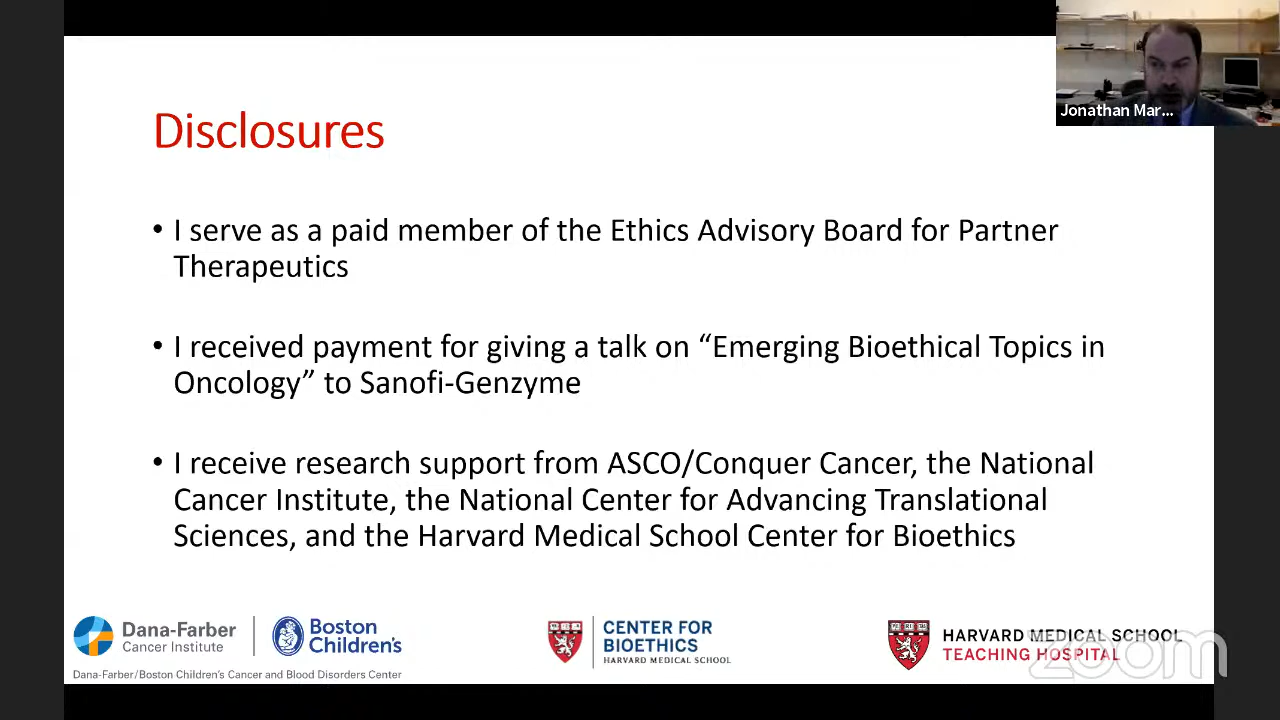 Jonathan Mar...
Disclosures
• I serve as a paid member of the Ethics Advisory Board for Partner
Therapeutics
• I received payment for giving a talk on “Emerging Bioethical Topics in
Oncology” to Sanofi-Genzyme
• I receive research support from ASCO/Conquer Cancer, the National
Cancer Institute, the National Center for Advancing Translational
Sciences, and the Harvard Medical School Center for Bioethics
Dana-Farber
Cancer Institute
Boston
Children's
Dana-Farber/Boston Children's Cancer and Blood Disorders Center
CENTER FOR
BIOETHICS
HARVARD MEDICAL SCHOOL
HARVARD MEDICAL SCHOOL
TEACHING HOSPITAL
zoom